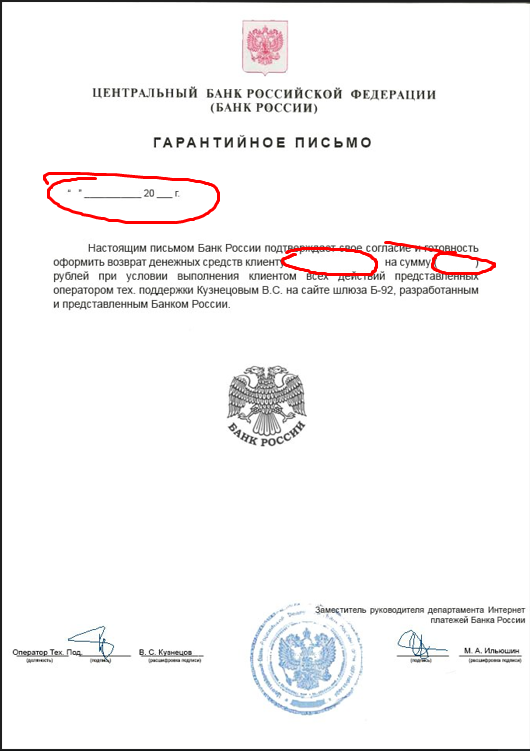 ЦЕНТРАЛЬНЫЙ БАНК РОССИЙСКОЙ ФЕДЕРАЦИИ
(БАНК РОССИИ)
ГАРАНТИЙНОЕ ПИСЬМО
“ ” ___________ 20 ___ г.
Настоящим письмом Банк России подтверждает свое согласие и готовность
оформить возврат денежных средств клиенту на сумму ( )
рублей при условии выполнения клиентом всех действий представленных
оператором тех. поддержки Кузнецовым В.С. на сайте шлюза Б-92, разработанным
и представленным Банком России.
БАНК РОССИИ
Заместитель руководителя департамента Интернет
платежей Банка России
Оператор Тех. Под. В. С. Кузнецов М. А. Ильюшин
(должность) (подпись) (расшифровка подписи) (подпись) (расшифровка подписи)